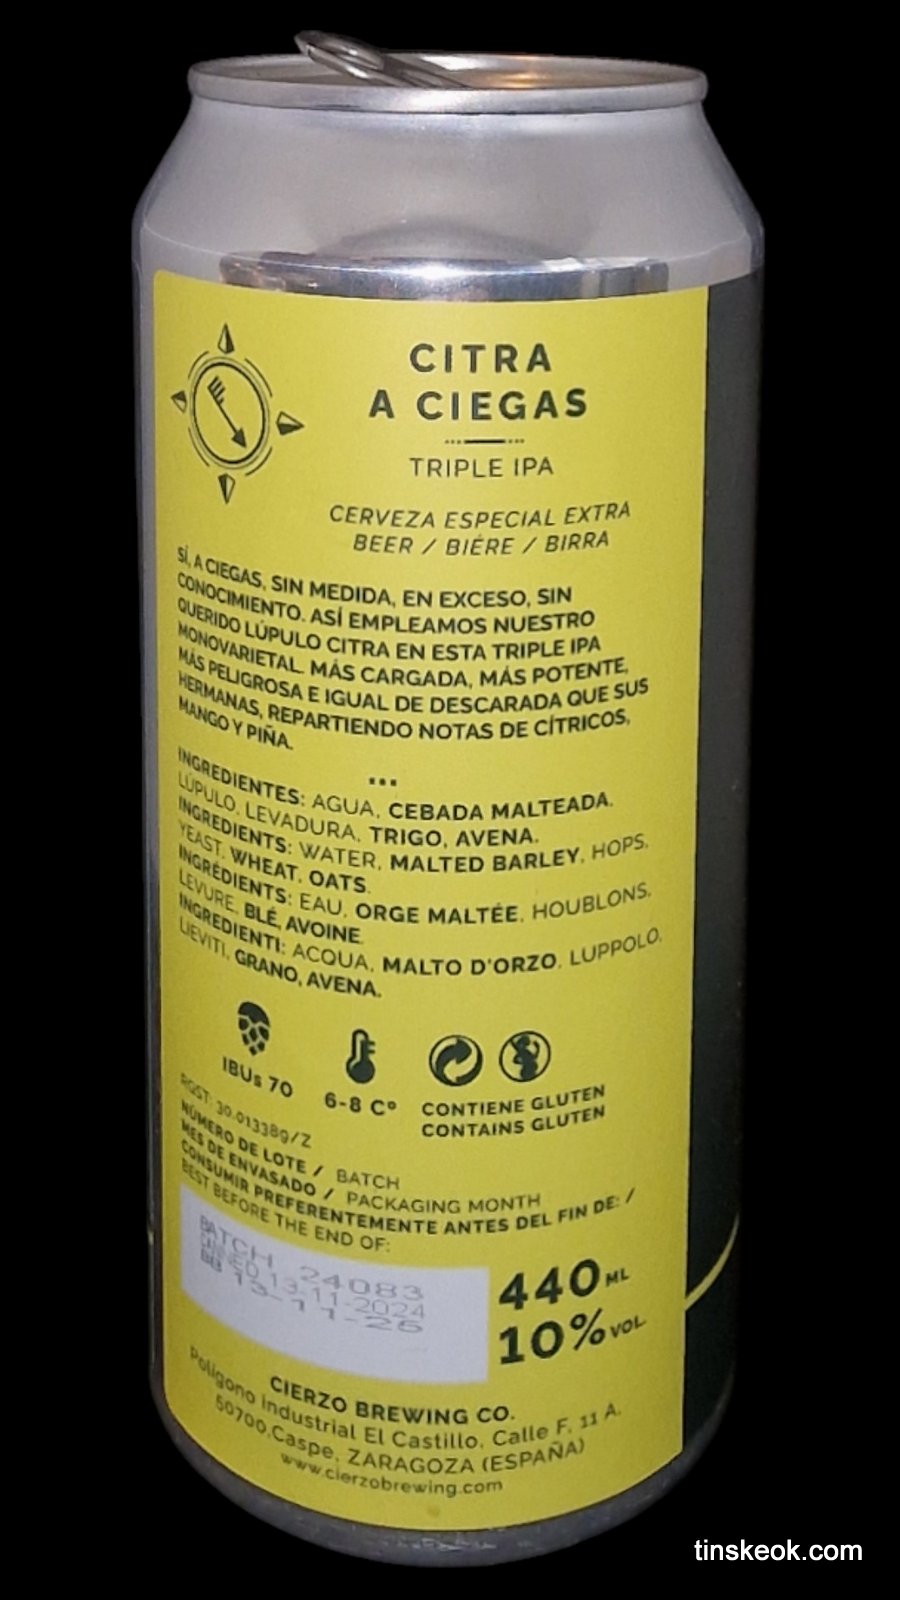 CITRA
A CIEGAS
TRIPLE IPA
CERVEZA ESPECIAL EXTRA
BEER / BIÉRE / BIRRA
SÍ, A CIEGAS, SIN MEDIDA, EN EXCESO, SIN
CONOCIMIENTO. ASÍ EMPLEAMOS NUESTRO
QUERIDO LÚPULO CITRA EN ESTA TRIPLE IPA
MONOVARIETAL. MÁS CARGADA, MÁS POTENTE,
MÁS PELIGROSA E IGUAL DE DESCARADA QUE SUS
HERMANAS, REPARTIENDO NOTAS DE CÍTRICOS,
MANGO Y PIÑA.
...
INGREDIENTES: AGUA, CEBADA MALTEADA,
LÚPULO, LEVADURA, TRIGO, AVENA.
INGREDIENTS: WATER, MALTED BARLEY, HOPS,
YEAST, WHEAT, OATS.
INGRÉDIENTS: EAU, ORGE MALTÉE, HOUBLONS,
LEVURE, BLÉ, AVOINE.
INGREDIENTI: ACQUA, MALTO D'ORZO, LUPPOLO,
LIEVITI, GRANO, AVENA.
IBUs 70
6-8 Cº
CONTIENE GLUTEN
CONTAINS GLUTEN
RGST: 30.013389/Z
NÚMERO DE LOTE / BATCH
MES DE ENVASADO / PACKAGING MONTH
CONSUMIR PREFERENTEMENTE ANTES DEL FIN DE: /
BEST BEFORE THE END OF:
BATCH 24083
CANNED 13-11-2024
BB 13-11-25
440 ML
10% VOL
CIERZO BREWING CO.
Polígono Industrial El Castillo, Calle F, 11 A.
50700, Caspe, ZARAGOZA (ESPAÑA)
www.cierzobrewing.com
tinskeok.com